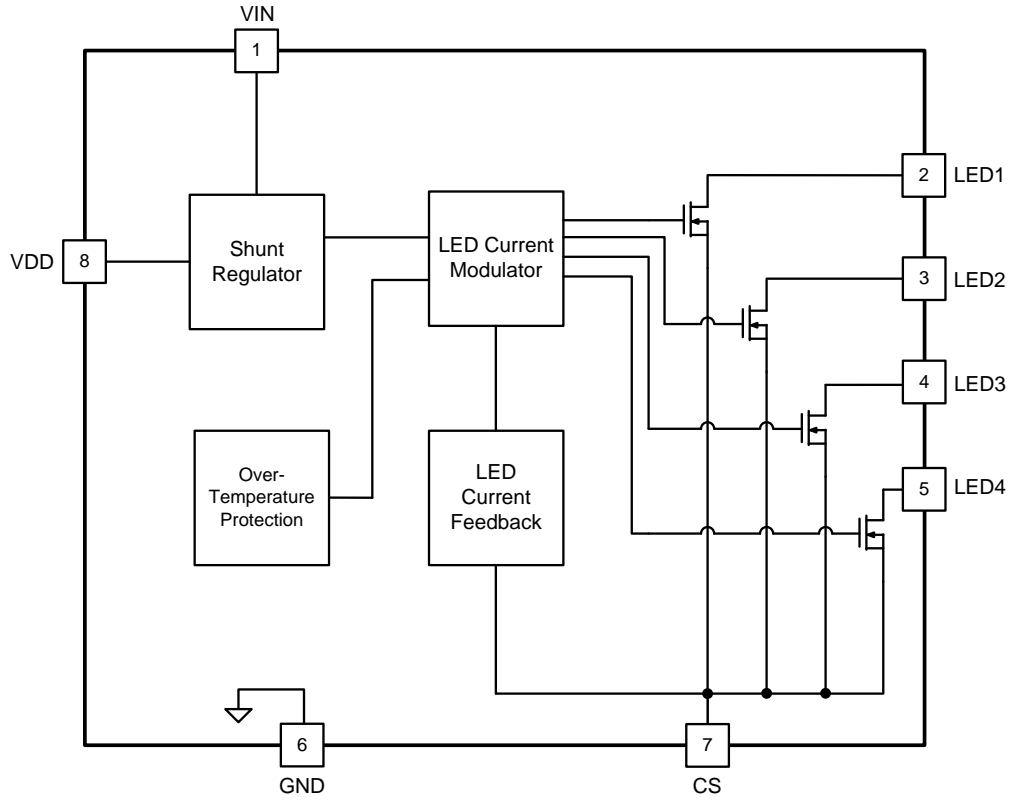 VIN
1
2
LED1
Shunt
Regulator
LED Current
Modulator
VDD
8
3
LED2
4
LED3
Over-
Temperature
Protection
LED
Current
Feedback
5
LED4
6
GND
7
CS